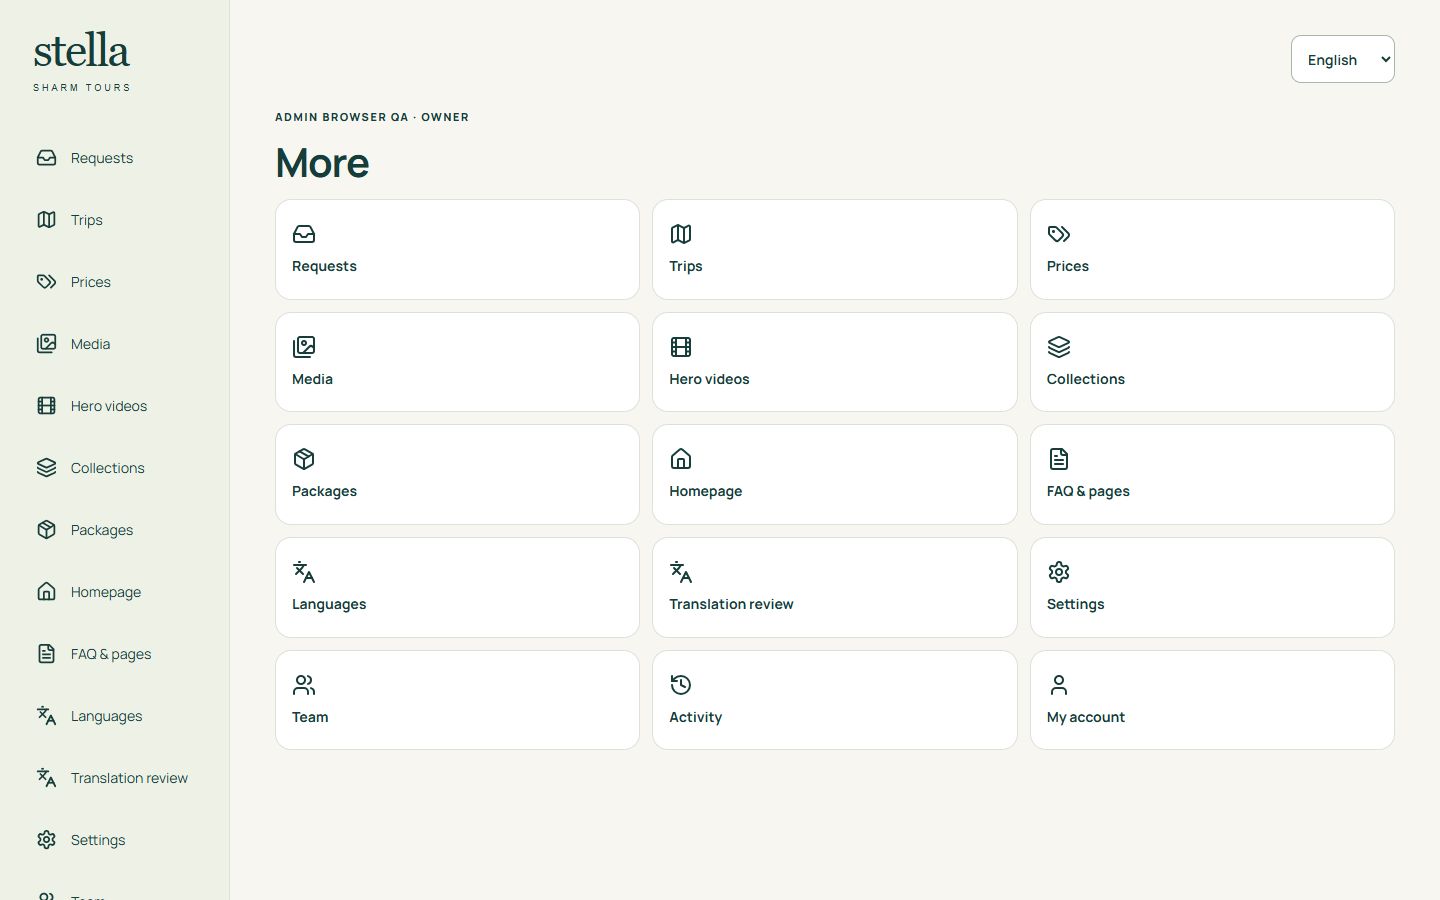 stella
SHARM TOURS
Requests
Trips
Prices
Media
Hero videos
Collections
Packages
Homepage
FAQ & pages
Languages
Translation review
Settings
Team
English
ADMIN BROWSER QA · OWNER
More
Requests
Trips
Prices
Media
Hero videos
Collections
Packages
Homepage
FAQ & pages
Languages
Translation review
Settings
Team
Activity
My account